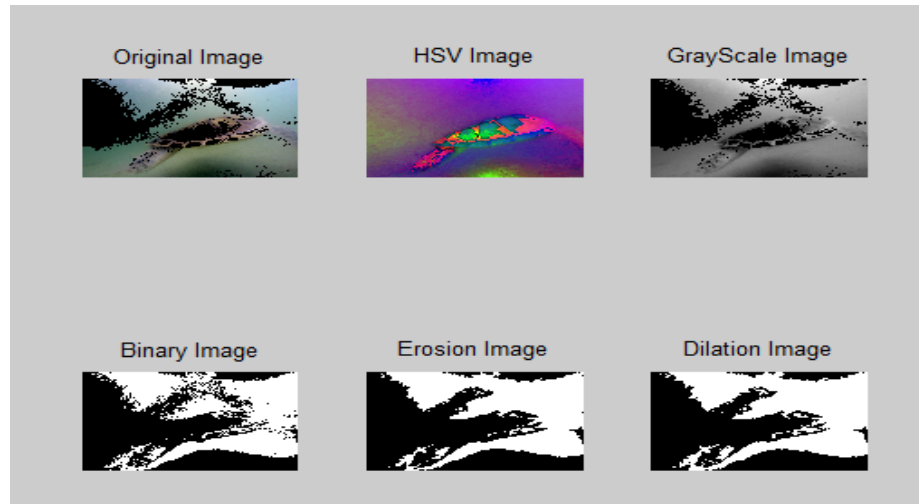 Original Image
HSV Image
GrayScale Image
Binary Image
Erosion Image
Dilation Image